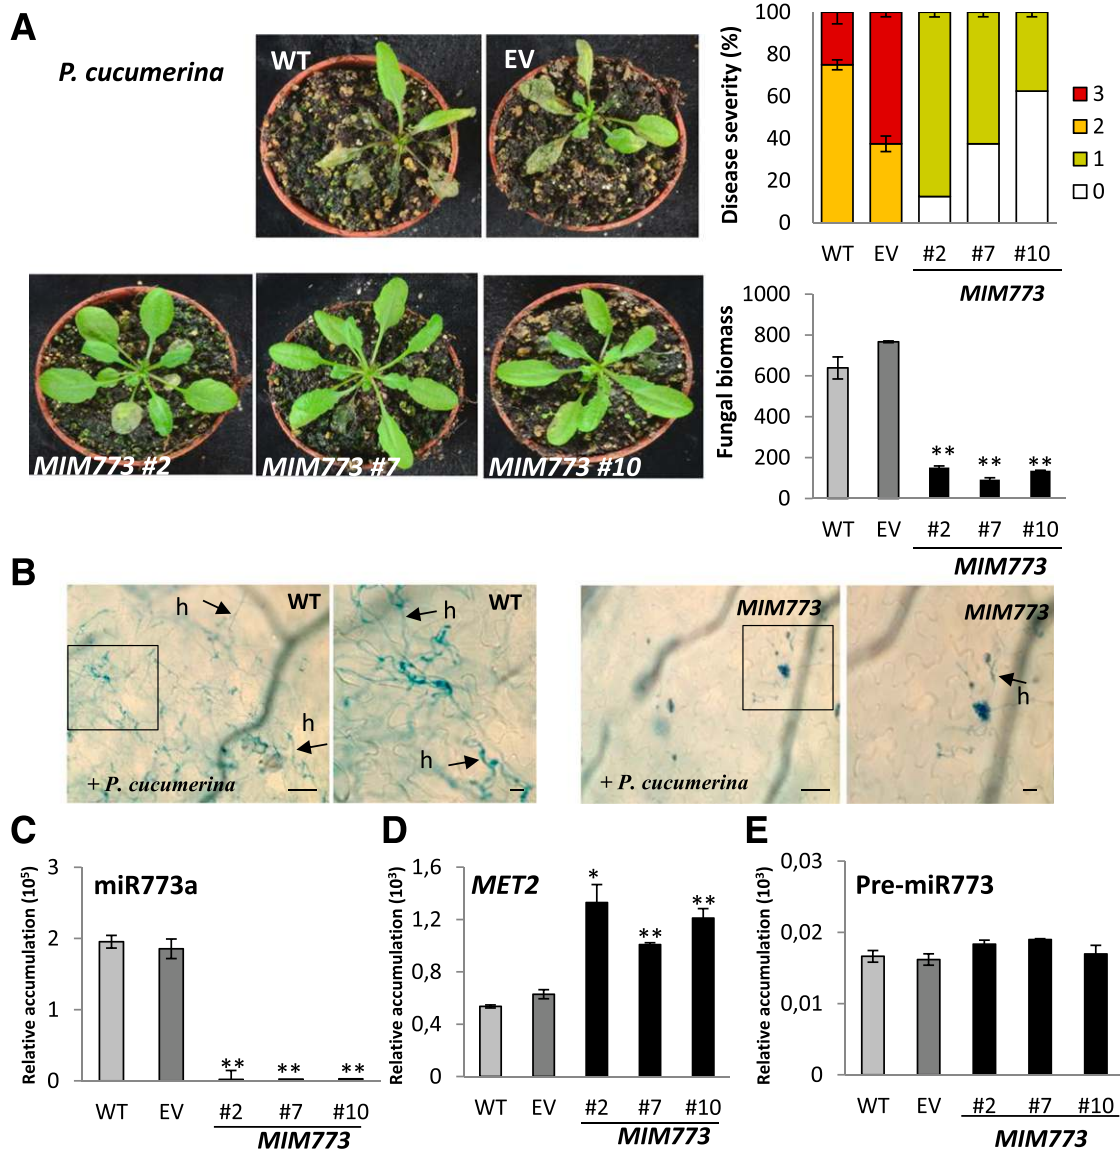 A
P. cucumerina
WT
EV
MIM773 #2
MIM773 #7
MIM773 #10
Disease severity (%)
100
80
60
40
20
0
WT EV #2 #7 #10
MIM773
3
2
1
0
Fungal biomass
1000
800
600
400
200
0
** ** **
WT EV #2 #7 #10
MIM773
B
h
WT
h
+ P. cucumerina
WT
h
h
MIM773
+ P. cucumerina
MIM773
h
C
Relative accumulation (10⁵)
miR773a
3
2
1
0
** ** **
WT EV #2 #7 #10
MIM773
D
Relative accumulation (10³)
MET2
1,6
1,2
0,8
0,4
0
* ** **
WT EV #2 #7 #10
MIM773
E
Relative accumulation (10³)
Pre-miR773
0,03
0,02
0,01
0
WT EV #2 #7 #10
MIM773